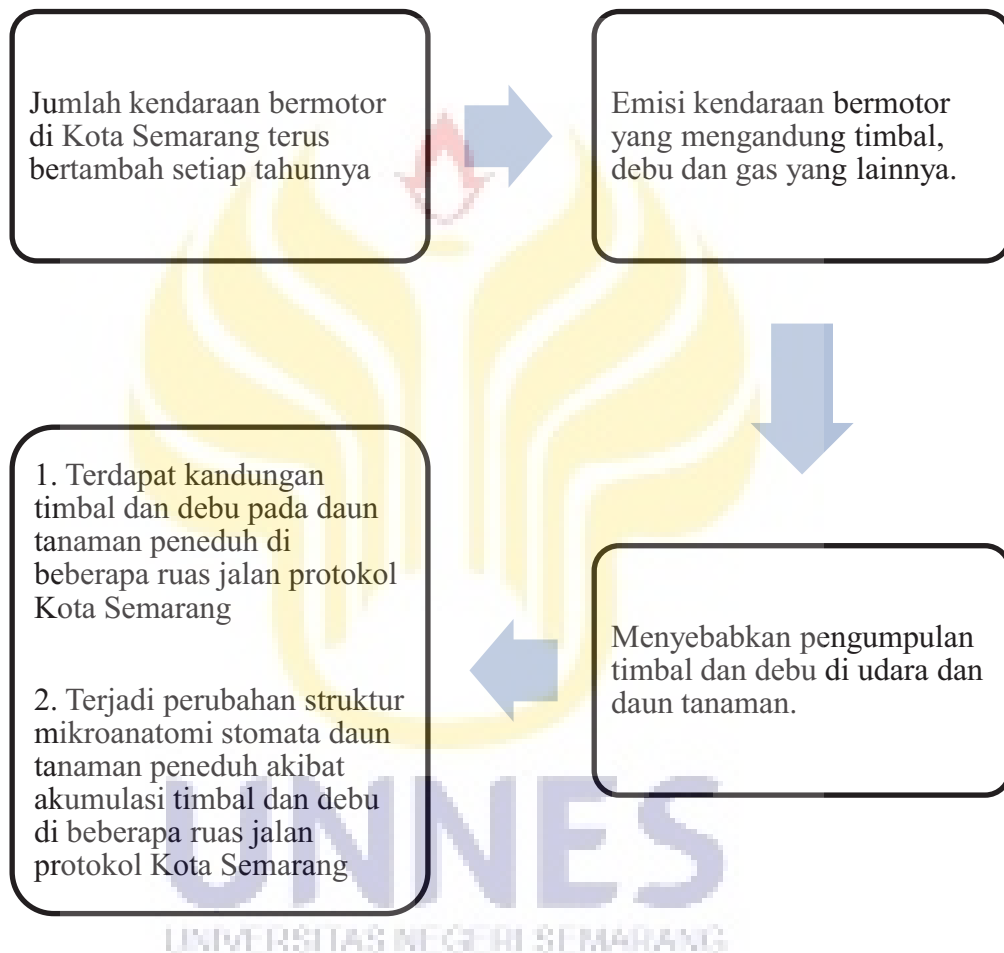 Jumlah kendaraan bermotor
di Kota Semarang terus
bertambah setiap tahunnya
Emisi kendaraan bermotor
yang mengandung timbal,
debu dan gas yang lainnya.
Menyebabkan pengumpulan
timbal dan debu di udara dan
daun tanaman.
1. Terdapat kandungan
timbal dan debu pada daun
tanaman peneduh di
beberapa ruas jalan protokol
Kota Semarang
2. Terjadi perubahan struktur
mikroanatomi stomata daun
tanaman peneduh akibat
akumulasi timbal dan debu
di beberapa ruas jalan
protokol Kota Semarang
UNNES
UNIVERSITAS NEGERI SEMARANG